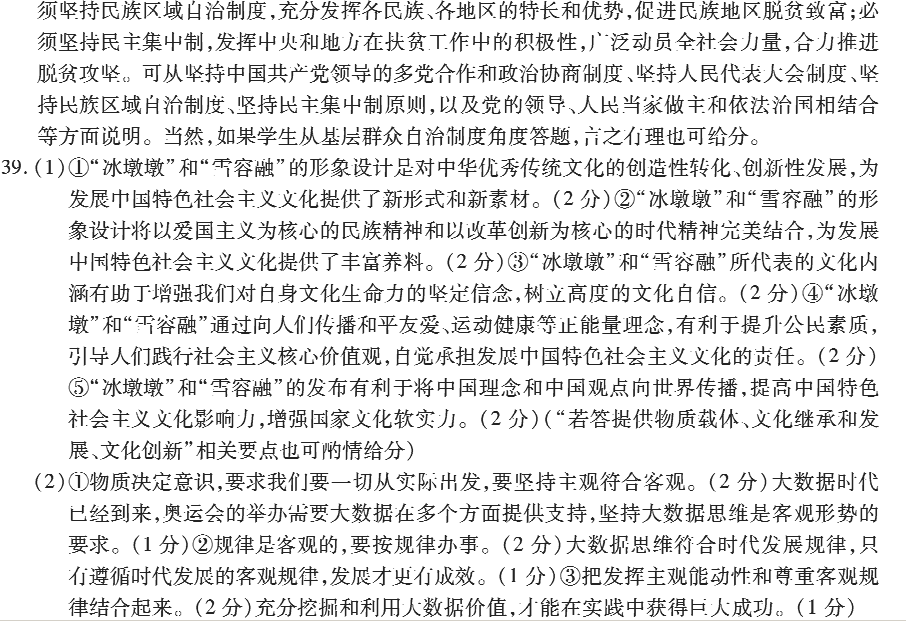 须坚持民族区域自治制度,充分发挥各民族、各地区的特长和优势,促进民族地区脱贫致富;必
须坚持民主集中制,发挥中央和地方在扶贫工作中的积极性,广泛动员全社会力量,合力推进
脱贫攻坚。可从坚持中国共产党领导的多党合作和政治协商制度、坚持人民代表大会制度、坚
持民族区域自治制度、坚持民主集中制原则,以及党的领导、人民当家做主和依法治国相结合
等方面说明。当然,如果学生从基层群众自治制度角度答题,言之有理也可给分。
39.(1)①“冰墩墩”和“雪容融”的形象设计是对中华优秀传统文化的创造性转化、创新性发展,为
发展中国特色社会主义文化提供了新形式和新素材。(2分)②“冰墩墩”和“雪容融”的形
象设计将以爱国主义为核心的民族精神和以改革创新为核心的时代精神完美结合,为发展
中国特色社会主义文化提供了丰富养料。(2分)③“冰墩墩”和“雪容融”所代表的文化内
涵有助于增强我们对自身文化生命力的坚定信念,树立高度的文化自信。(2分)④“冰墩
墩”和“雪容融”通过向人们传播和平友爱、运动健康等正能量理念,有利于提升公民素质,
引导人们践行社会主义核心价值观,自觉承担发展中国特色社会主义文化的责任。(2分)
⑤“冰墩墩”和“雪容融”的发布有利于将中国理念和中国观点向世界传播,提高中国特色
社会主义文化影响力,增强国家文化软实力。(2分)(“若答提供物质载体、文化继承和发
展、文化创新”相关要点也可酌情给分)
(2)①物质决定意识,要求我们要一切从实际出发,要坚持主观符合客观。(2分)大数据时代
已经到来,奥运会的举办需要大数据在多个方面提供支持,坚持大数据思维是客观形势的
要求。(1分)②规律是客观的,要按规律办事。(2分)大数据思维符合时代发展规律,只
有遵循时代发展的客观规律,发展才更有成效。(1分)③把发挥主观能动性和尊重客观规
律结合起来。(2分)充分挖掘和利用大数据价值,才能在实践中获得巨大成功。(1分)